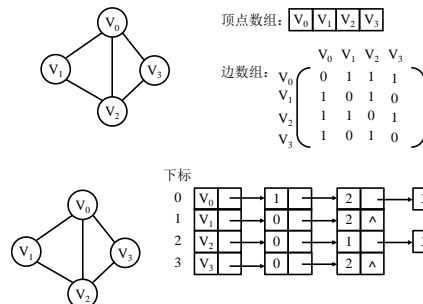 V0
V1
V3
V2
顶点数组: V0 V1 V2 V3
V0 V1 V2 V3
边数组:
V0 0 1 1 1
V1 1 0 1 0
V2 1 1 0 1
V3 1 0 1 0
V0
V1
V3
V2
下标
0 V0 1 2
1 V1 0 2 ^
2 V2 0 1
3 V3 0 2 ^